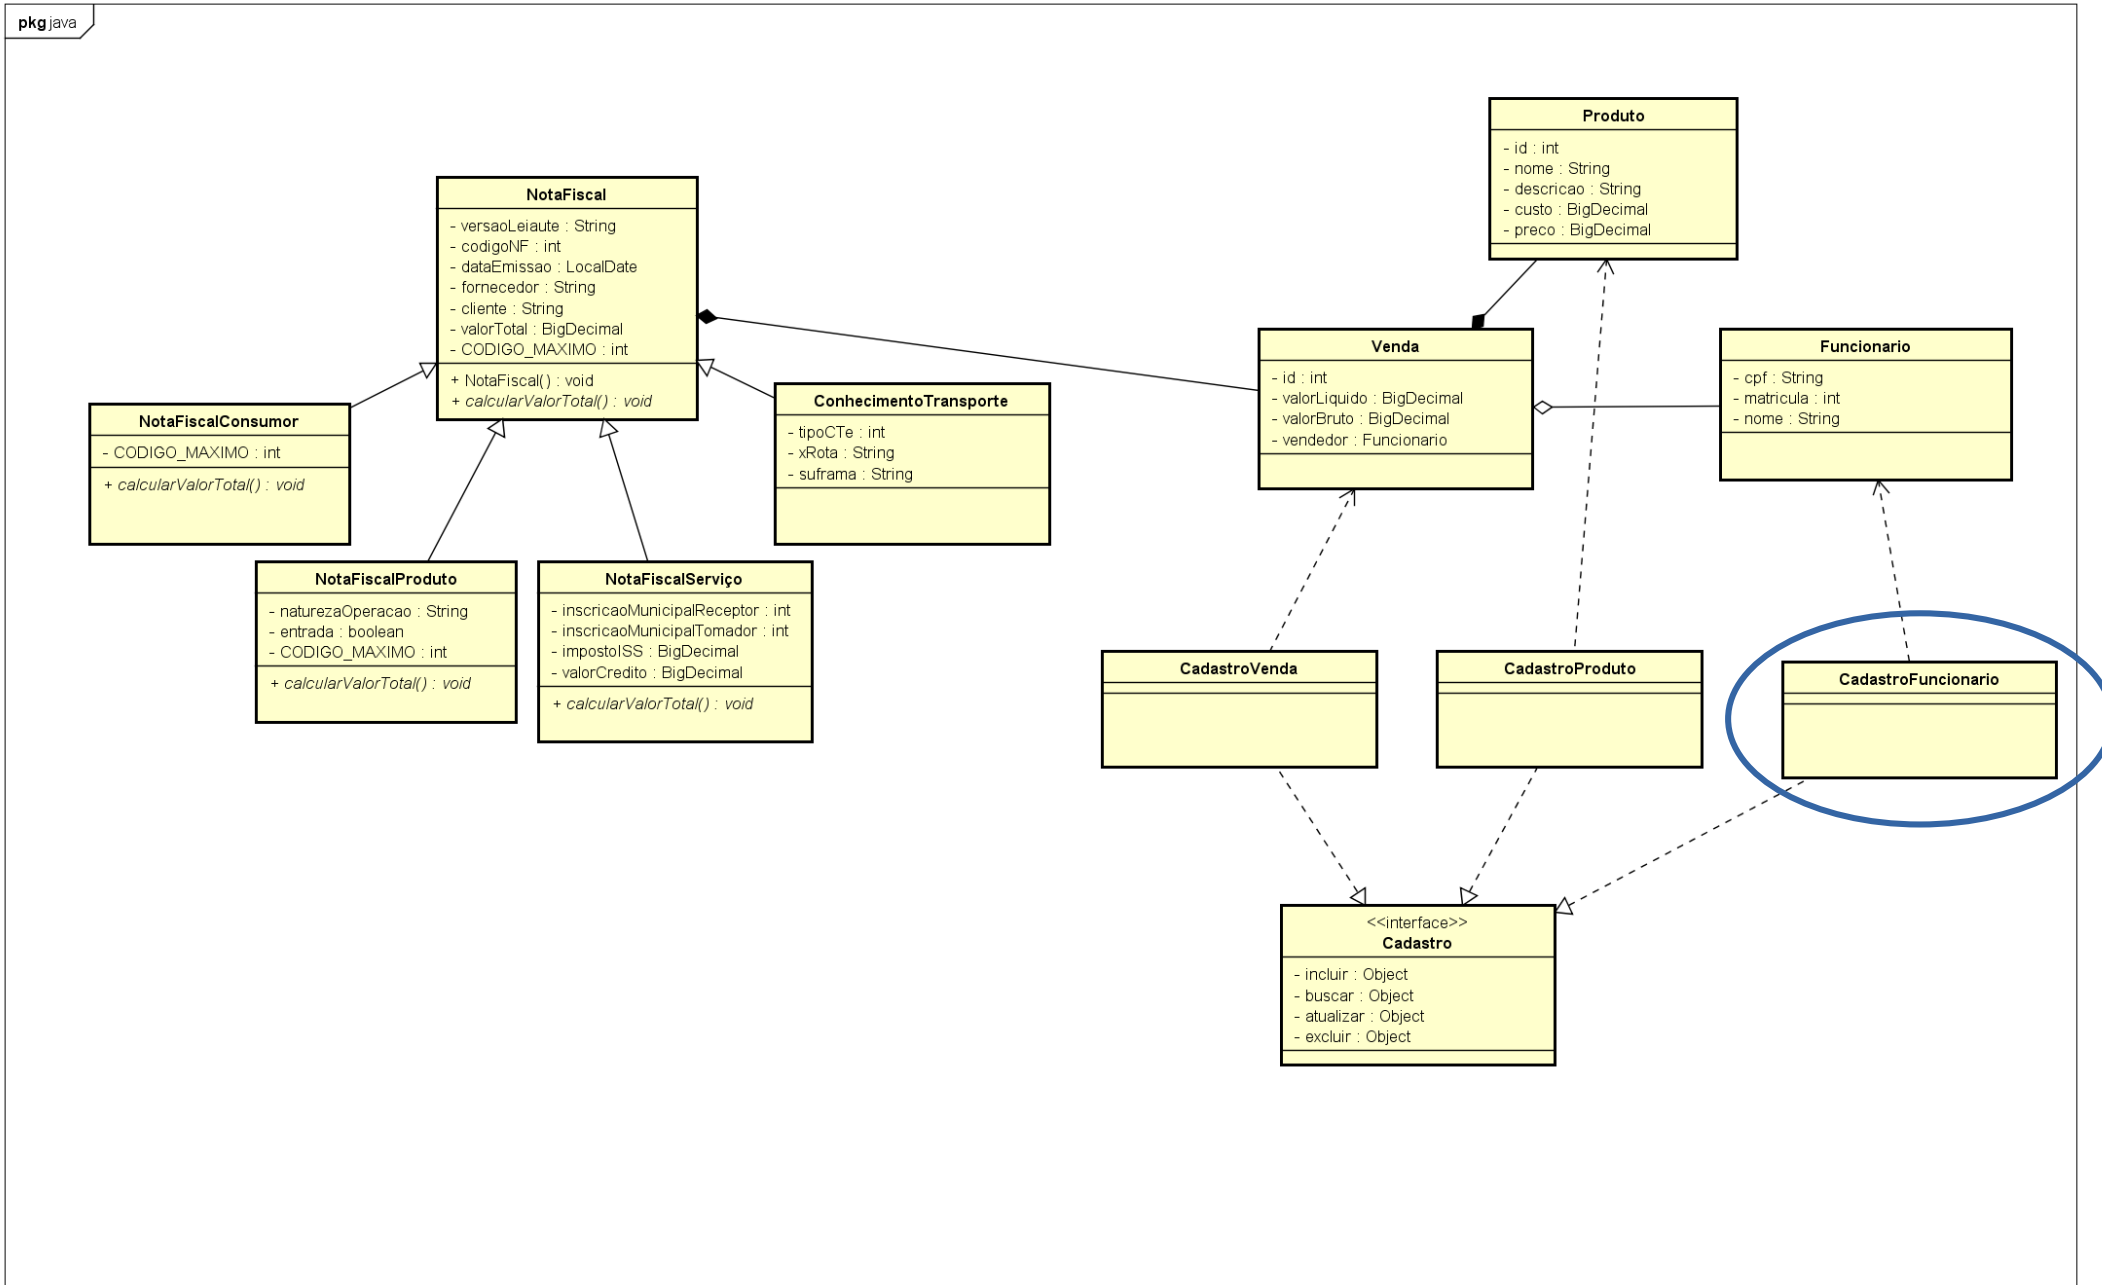 pkg java
Produto
- id : int
- nome : String
- descricao : String
- custo : BigDecimal
- preco : BigDecimal
NotaFiscal
- versaoLeiaute : String
- codigoNF : int
- dataEmissao : LocalDate
- fornecedor : String
- cliente : String
- valorTotal : BigDecimal
- CODIGO_MAXIMO : int
+ NotaFiscal() : void
+ calcularValorTotal() : void
Venda
- id : int
- valorLiquido : BigDecimal
- valorBruto : BigDecimal
- vendedor : Funcionario
Funcionario
- cpf : String
- matricula : int
- nome : String
NotaFiscalConsumor
- CODIGO_MAXIMO : int
+ calcularValorTotal() : void
ConhecimentoTransporte
- tipoCTe : int
- xRota : String
- suframa : String
NotaFiscalProduto
- naturezaOperacao : String
- entrada : boolean
- CODIGO_MAXIMO : int
+ calcularValorTotal() : void
NotaFiscalServiço
- inscricaoMunicipalReceptor : int
- inscricaoMunicipalTomador : int
- impostoISS : BigDecimal
- valorCredito : BigDecimal
+ calcularValorTotal() : void
CadastroVenda
CadastroProduto
CadastroFuncionario
<<interface>>
Cadastro
- incluir : Object
- buscar : Object
- atualizar : Object
- excluir : Object